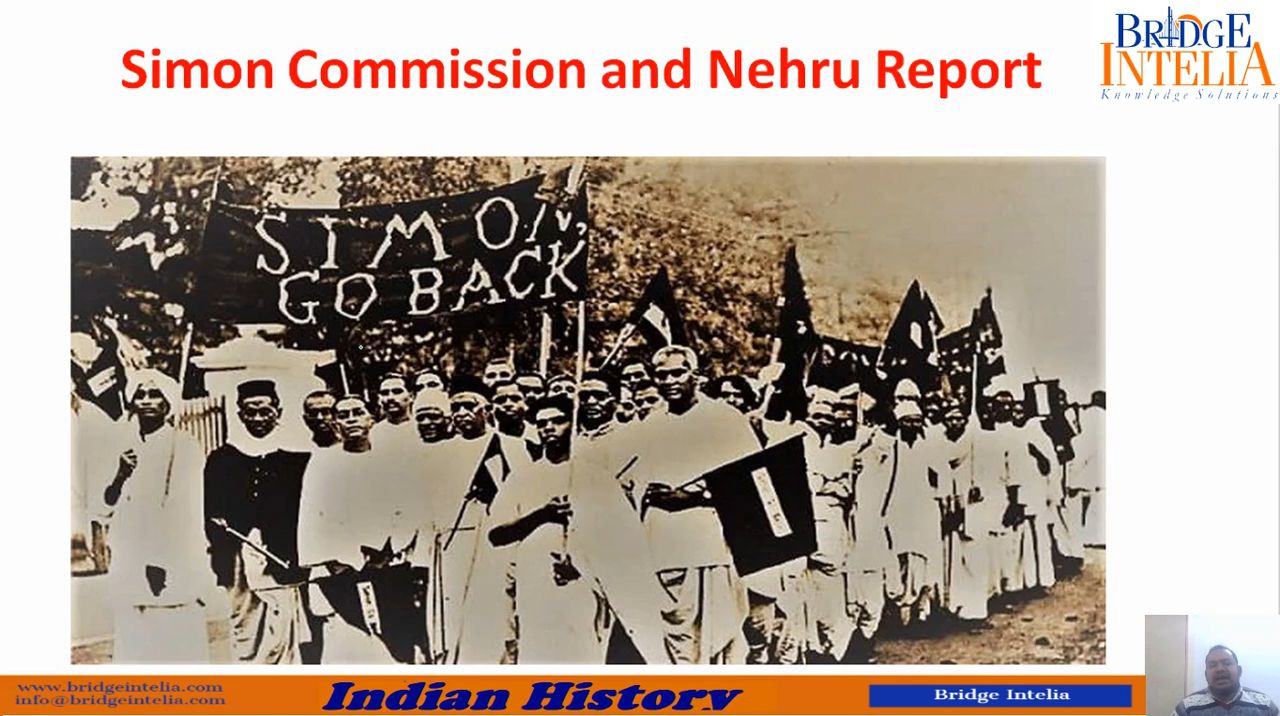 Simon Commission and Nehru Report
BRIDGE
INTELIA
Knowledge Solutions
SIMON,
GO BACK
www.bridgeintelia.com
info@bridgeintelia.com
Indian History
Bridge Intelia